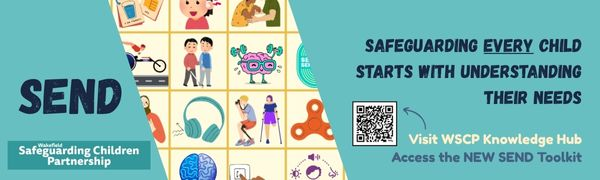 SEND
Wakefield
Safeguarding Children
Partnership
SAFEGUARDING EVERY CHILD
STARTS WITH UNDERSTANDING
THEIR NEEDS
Visit WSCP Knowledge Hub
Access the NEW SEND Toolkit